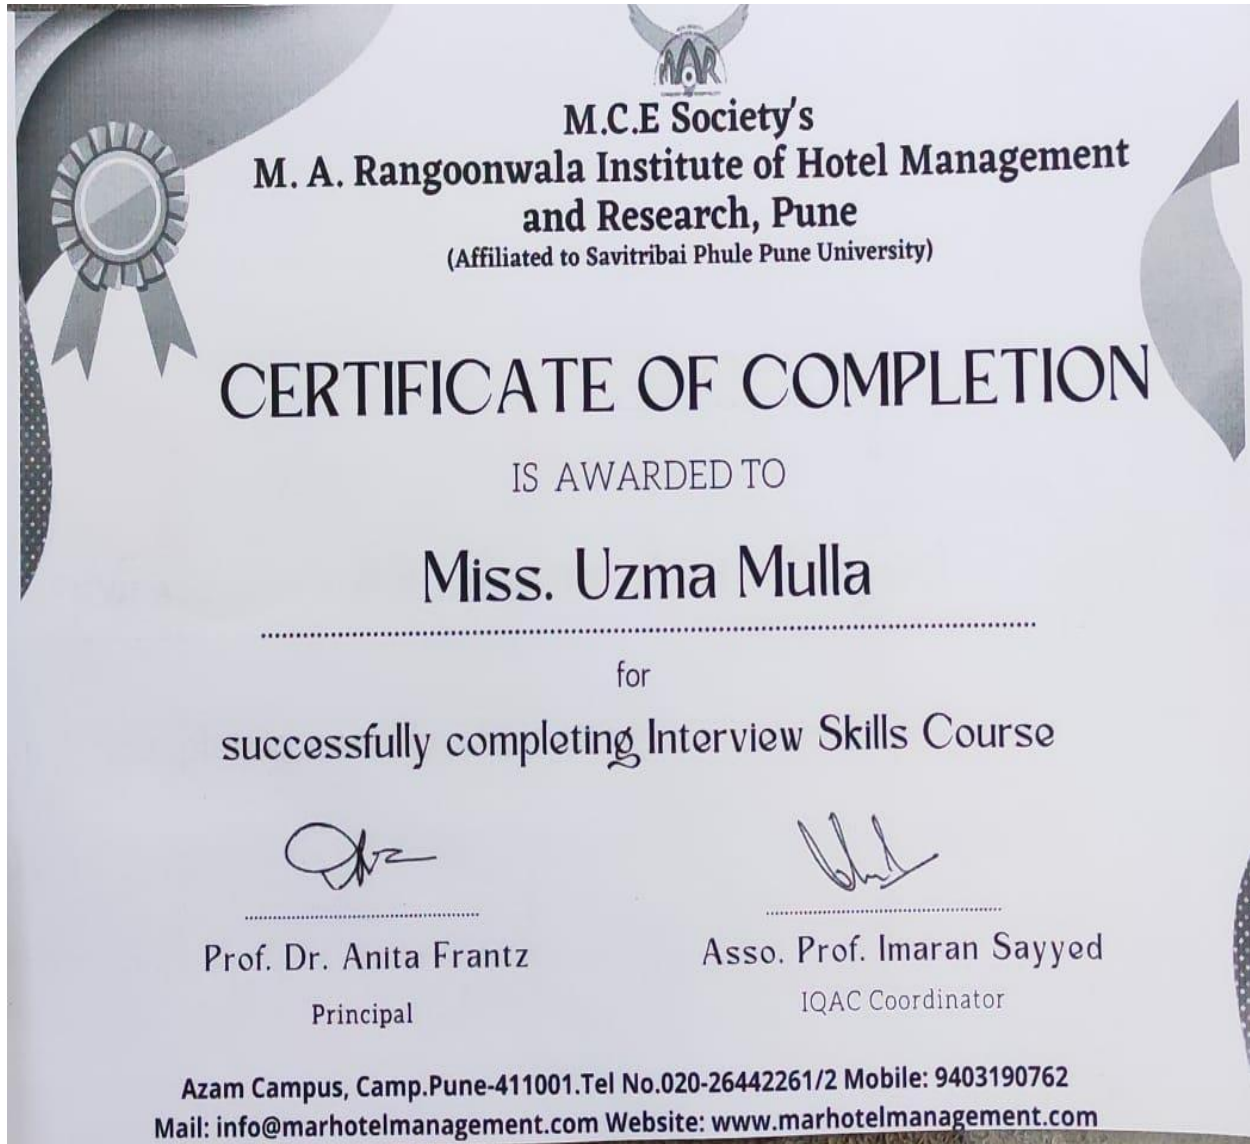 MAR
M.C.E Society's
M. A. Rangoonwala Institute of Hotel Management
and Research, Pune
(Affiliated to Savitribai Phule Pune University)
CERTIFICATE OF COMPLETION
IS AWARDED TO
Miss. Uzma Mulla
for
successfully completing Interview Skills Course
Prof. Dr. Anita Frantz
Asso. Prof. Imaran Sayyed
Principal
IQAC Coordinator
Azam Campus, Camp.Pune-411001.Tel No.020-26442261/2 Mobile: 9403190762
Mail: info@marhotelmanagement.com Website: www.marhotelmanagement.com